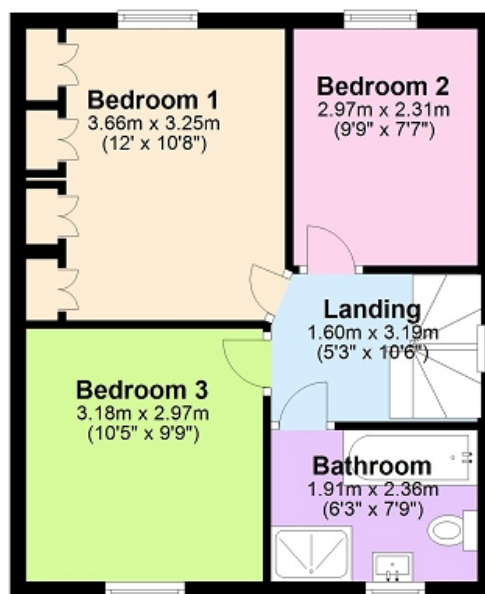 Bedroom 1
3.66m x 3.25m
(12' x 10'8")
Bedroom 2
2.97m x 2.31m
(9'9" x 7'7")
Landing
1.60m x 3.19m
(5'3" x 10'6")
Bedroom 3
3.18m x 2.97m
(10'5" x 9'9")
Bathroom
1.91m x 2.36m
(6'3" x 7'9")